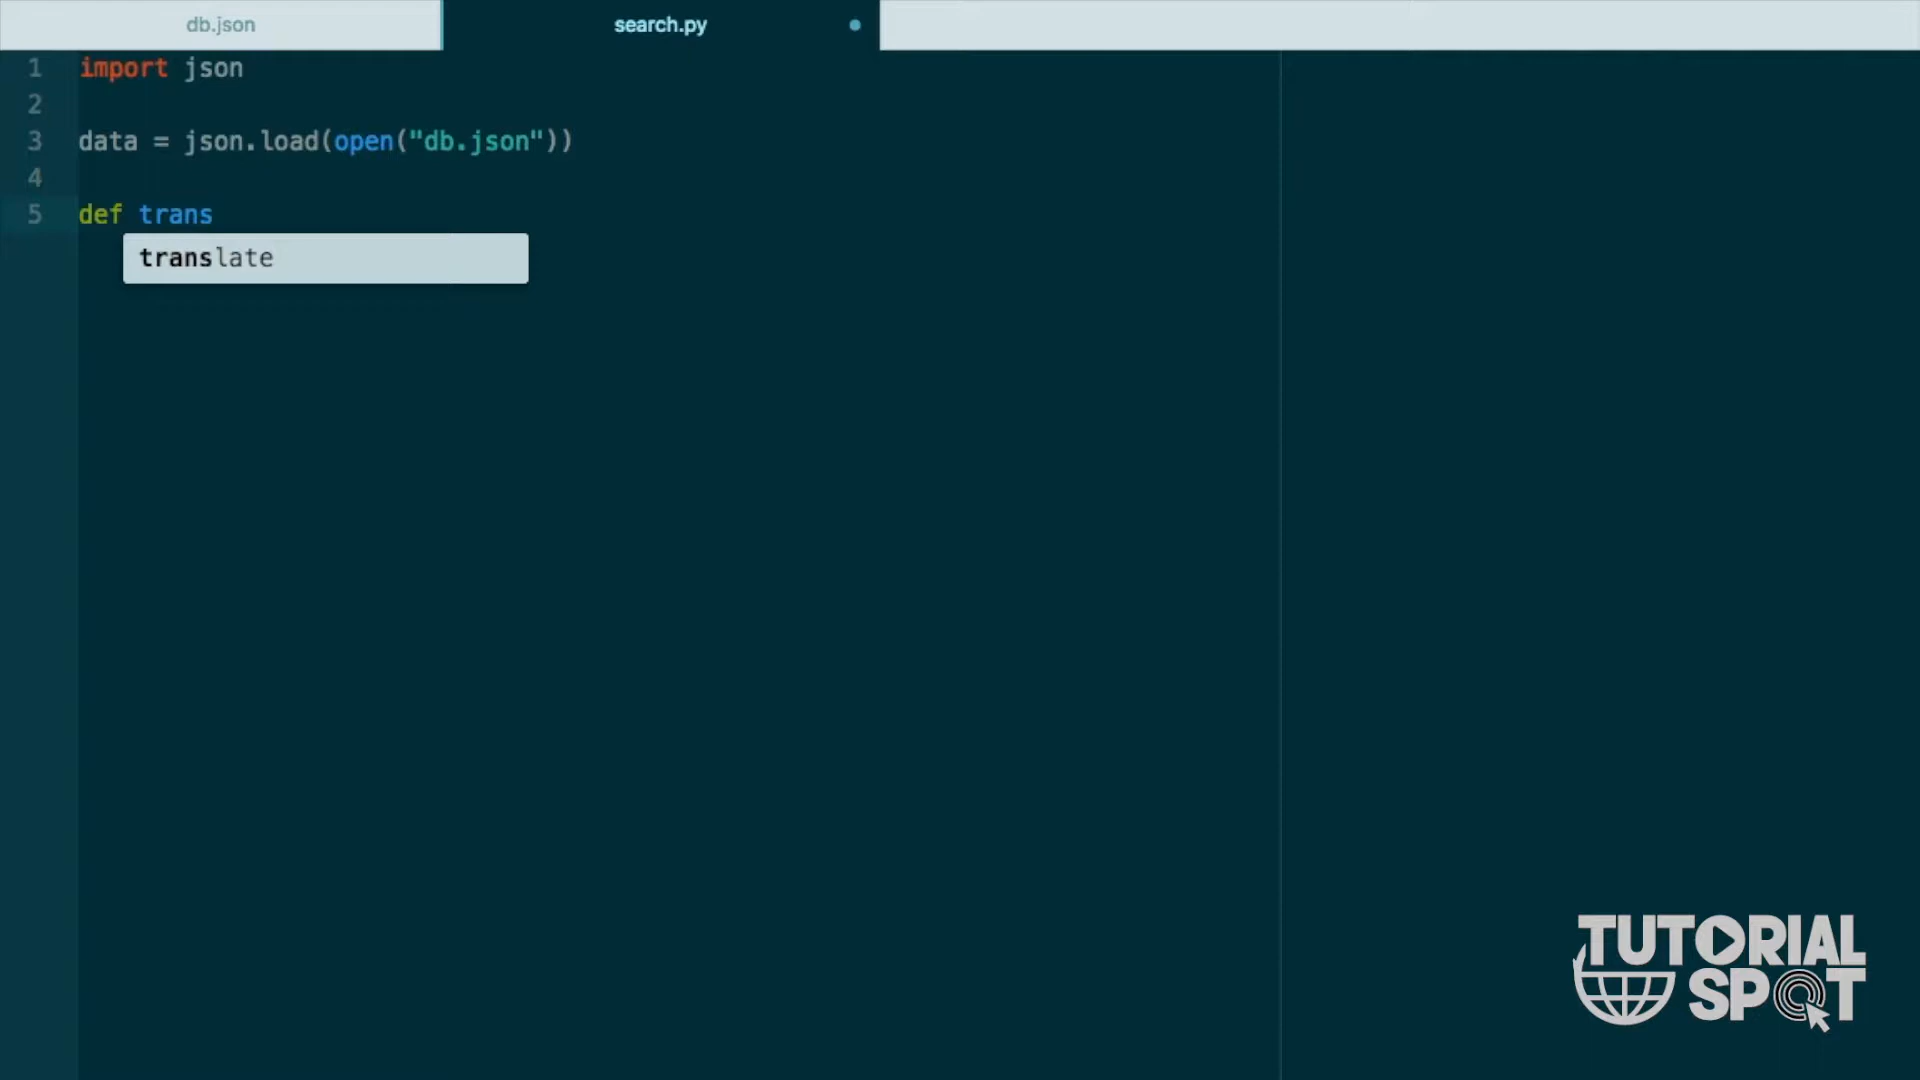 db.json
search.py
1 import json
2
3 data = json.load(open("db.json"))
4
5 def trans
translate
TUTORIAL
SPOT